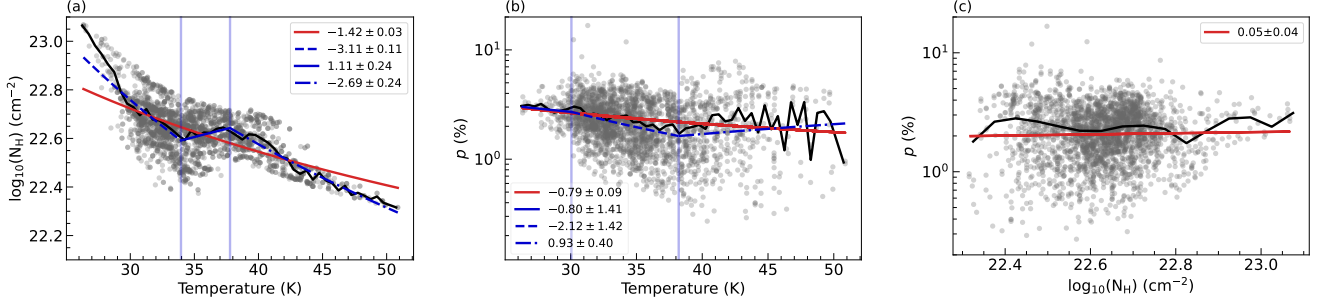 (a)
23.0
22.8
22.6
22.4
22.2
log₁₀(N_H) (cm⁻²)
−1.42±0.03
−3.11±0.11
1.11±0.24
−2.69±0.24
30 35 40 45 50
Temperature (K)
(b)
10¹
10⁰
p (%)
−0.79±0.09
−0.80±1.41
−2.12±1.42
0.93±0.40
30 35 40 45 50
Temperature (K)
(c)
10¹
10⁰
p (%)
0.05±0.04
22.4 22.6 22.8 23.0
log₁₀(N_H) (cm⁻²)